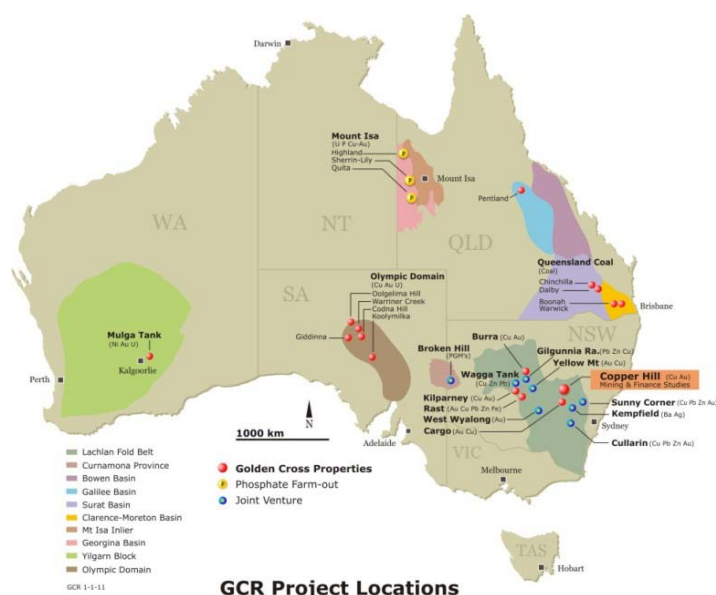 Darwin
WA
NT
QLD
SA
NSW
VIC
TAS
Mount Isa
(U P Cu-Au)
Highland
Sherrin-Lily
Quita
Mount Isa
Pentland
Queensland Coal
(Coal)
Chinchilla
Dalby
Boonah
Warwick
Brisbane
Olympic Domain
(Cu Au U)
Oolgelima Hill
Warriner Creek
Codna Hill
Koolymilka
Giddinna
Mulga Tank
(Ni Au U)
Kalgoorlie
Perth
Broken Hill
(PGM's)
Burra (Cu Au)
Gilgunnia Ra. (Pb Zn Cu)
Yellow Mt (Au Cu)
Wagga Tank
(Cu Zn Pb)
Copper Hill (Cu Au)
Mining & Finance Studies
Kilparney (Cu Au)
Rast (Au Cu Pb Zn Fe)
West Wyalong (Au)
Cargo (Au Cu)
Sunny Corner (Cu Pb Zn Au)
Kempfield (Ba Ag)
Sydney
Cullarin (Cu Pb Zn Au)
1000 km
N
Adelaide
Melbourne
Hobart
Lachlan Fold Belt
Curnamona Province
Bowen Basin
Galilee Basin
Surat Basin
Clarence-Moreton Basin
Mt Isa Inlier
Georgina Basin
Yilgarn Block
Olympic Domain
Golden Cross Properties
P Phosphate Farm-out
Joint Venture
GCR 1-1-11
GCR Project Locations